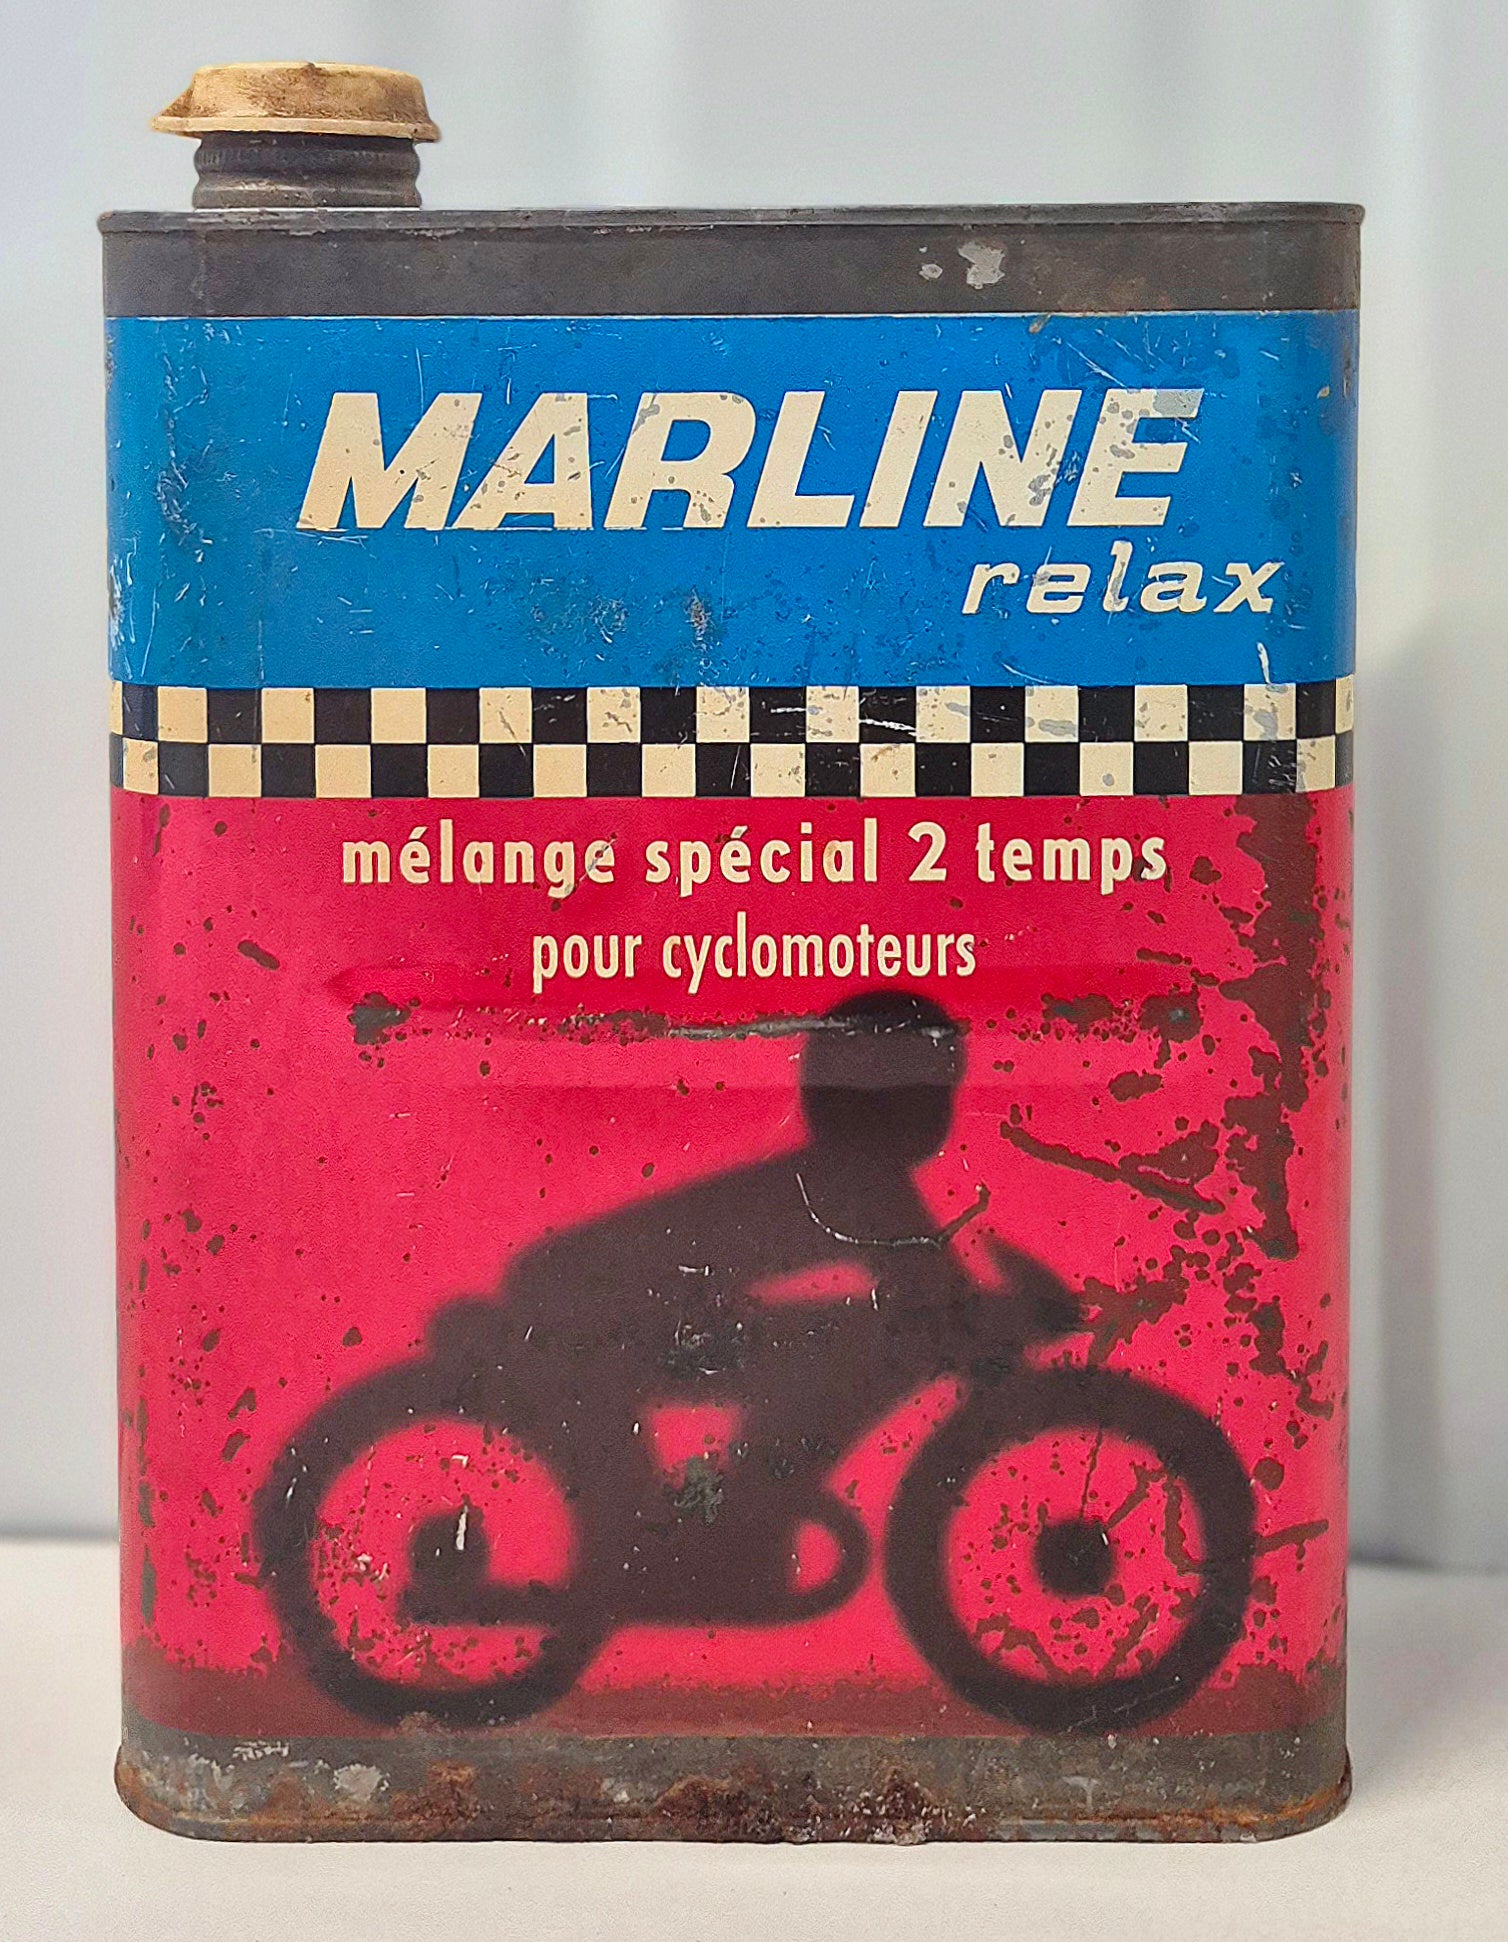 MARLINE
relax
mélange spécial 2 temps
pour cyclomoteurs